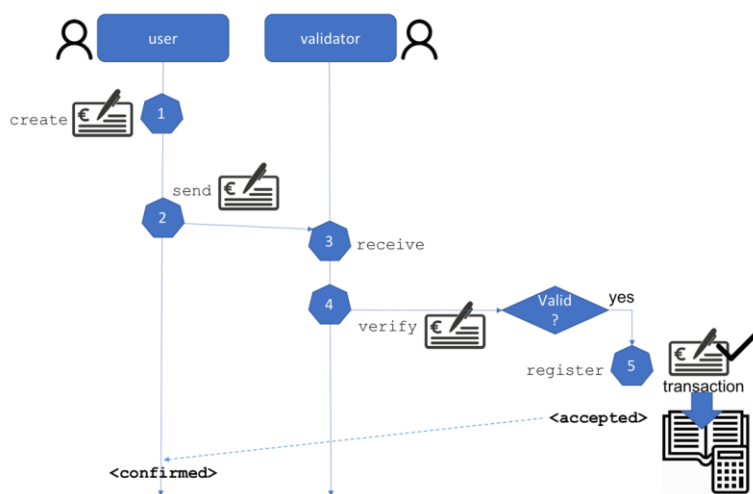 user
validator
1
create
€
send
€
2
3
receive
4
Valid
?
yes
verify
€
register
5
€
transaction
<accepted>
<confirmed>